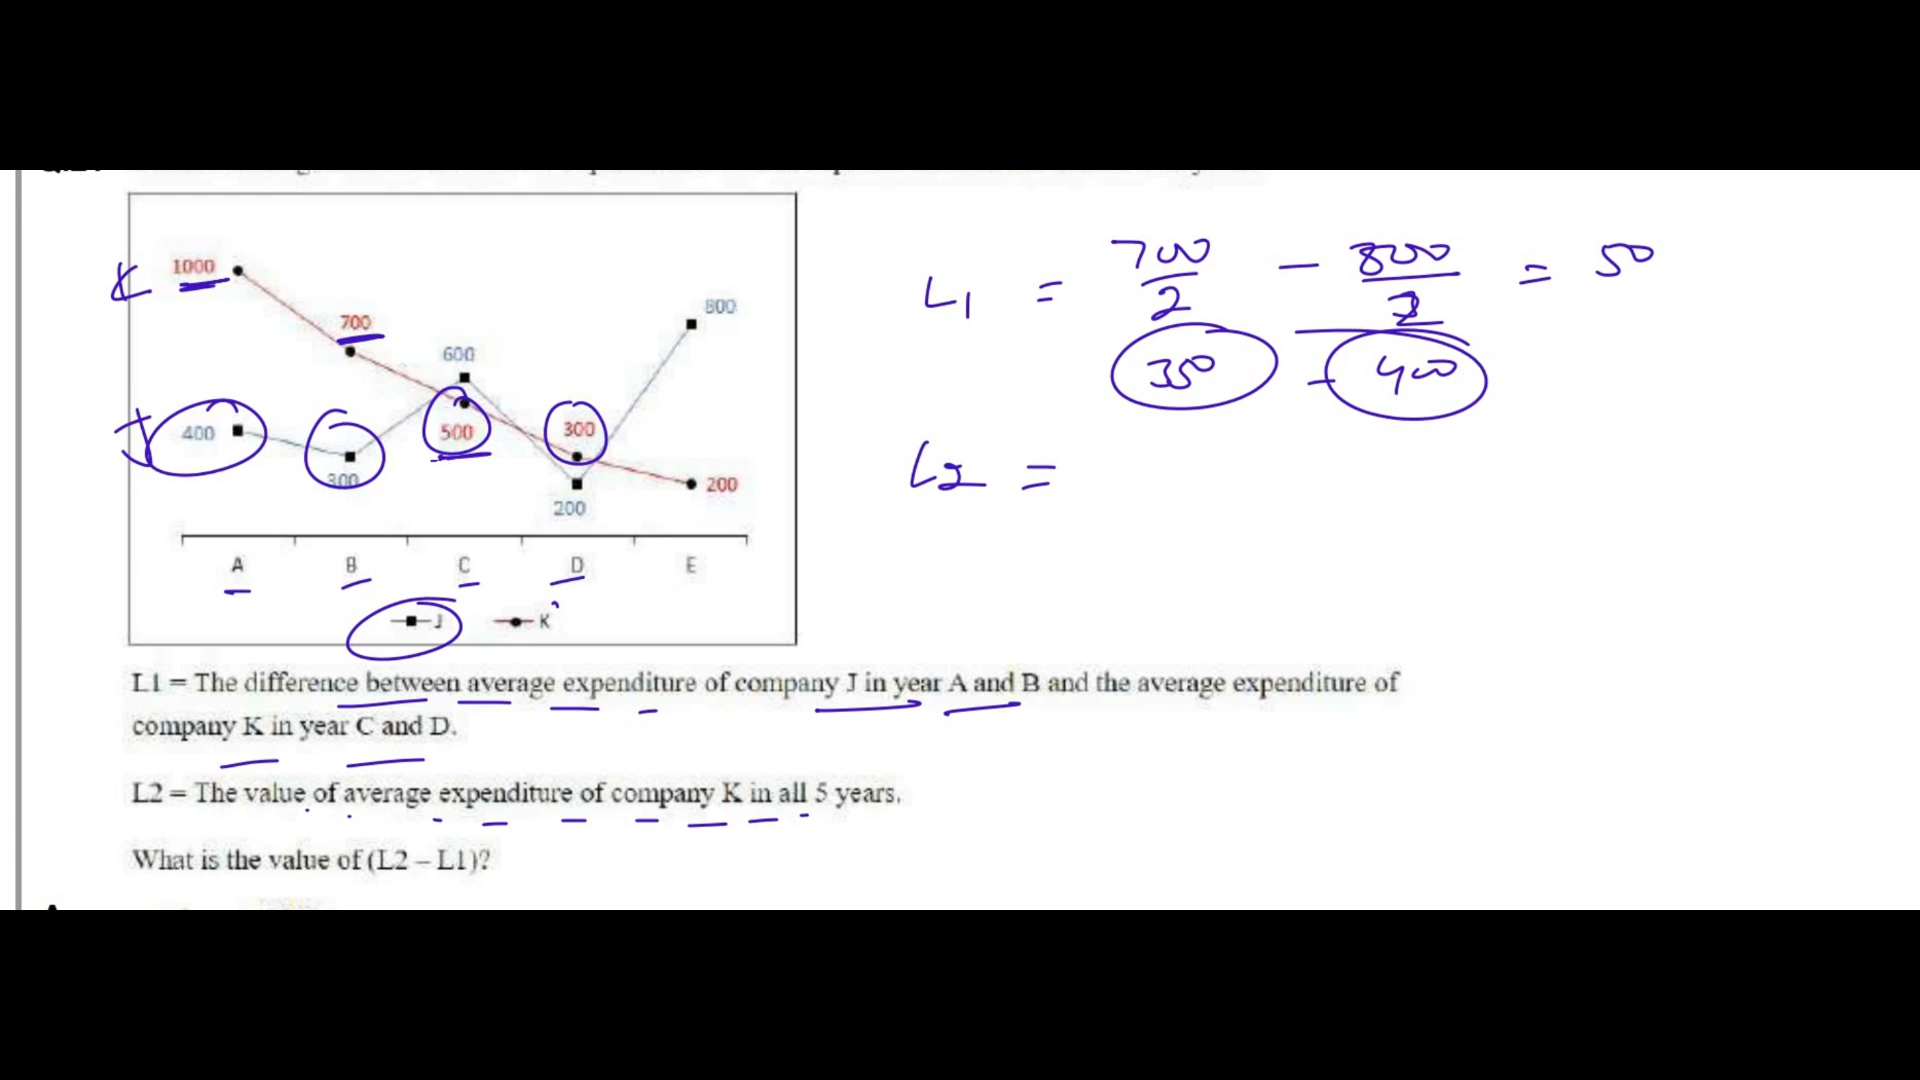 1000
700
600
800
400
300
500
300
200
200
A B C D E
J K
K
J
L1 = 700/2 - 800/2 = 50
350 - 400
L2 =
L1 = The difference between average expenditure of company J in year A and B and the average expenditure of
company K in year C and D.
L2 = The value of average expenditure of company K in all 5 years.
What is the value of (L2 – L1)?